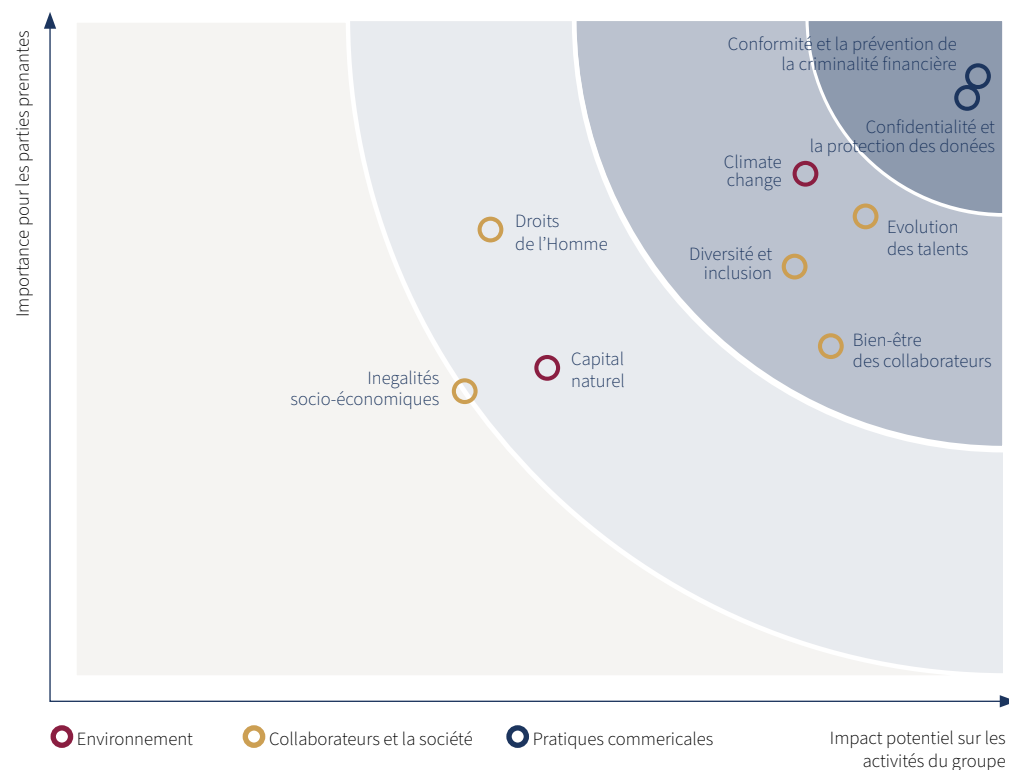 Importance pour les parties prenantes
Conformité et la prévention de
la criminalité financière
Confidentialité et
la protection des donées
Climate
change
Evolution
des talents
Droits
de l’Homme
Diversité et
inclusion
Bien-être
des collaborateurs
Capital
naturel
Inegalités
socio-économiques
Environnement
Collaborateurs et la société
Pratiques commericales
Impact potentiel sur les
activités du groupe